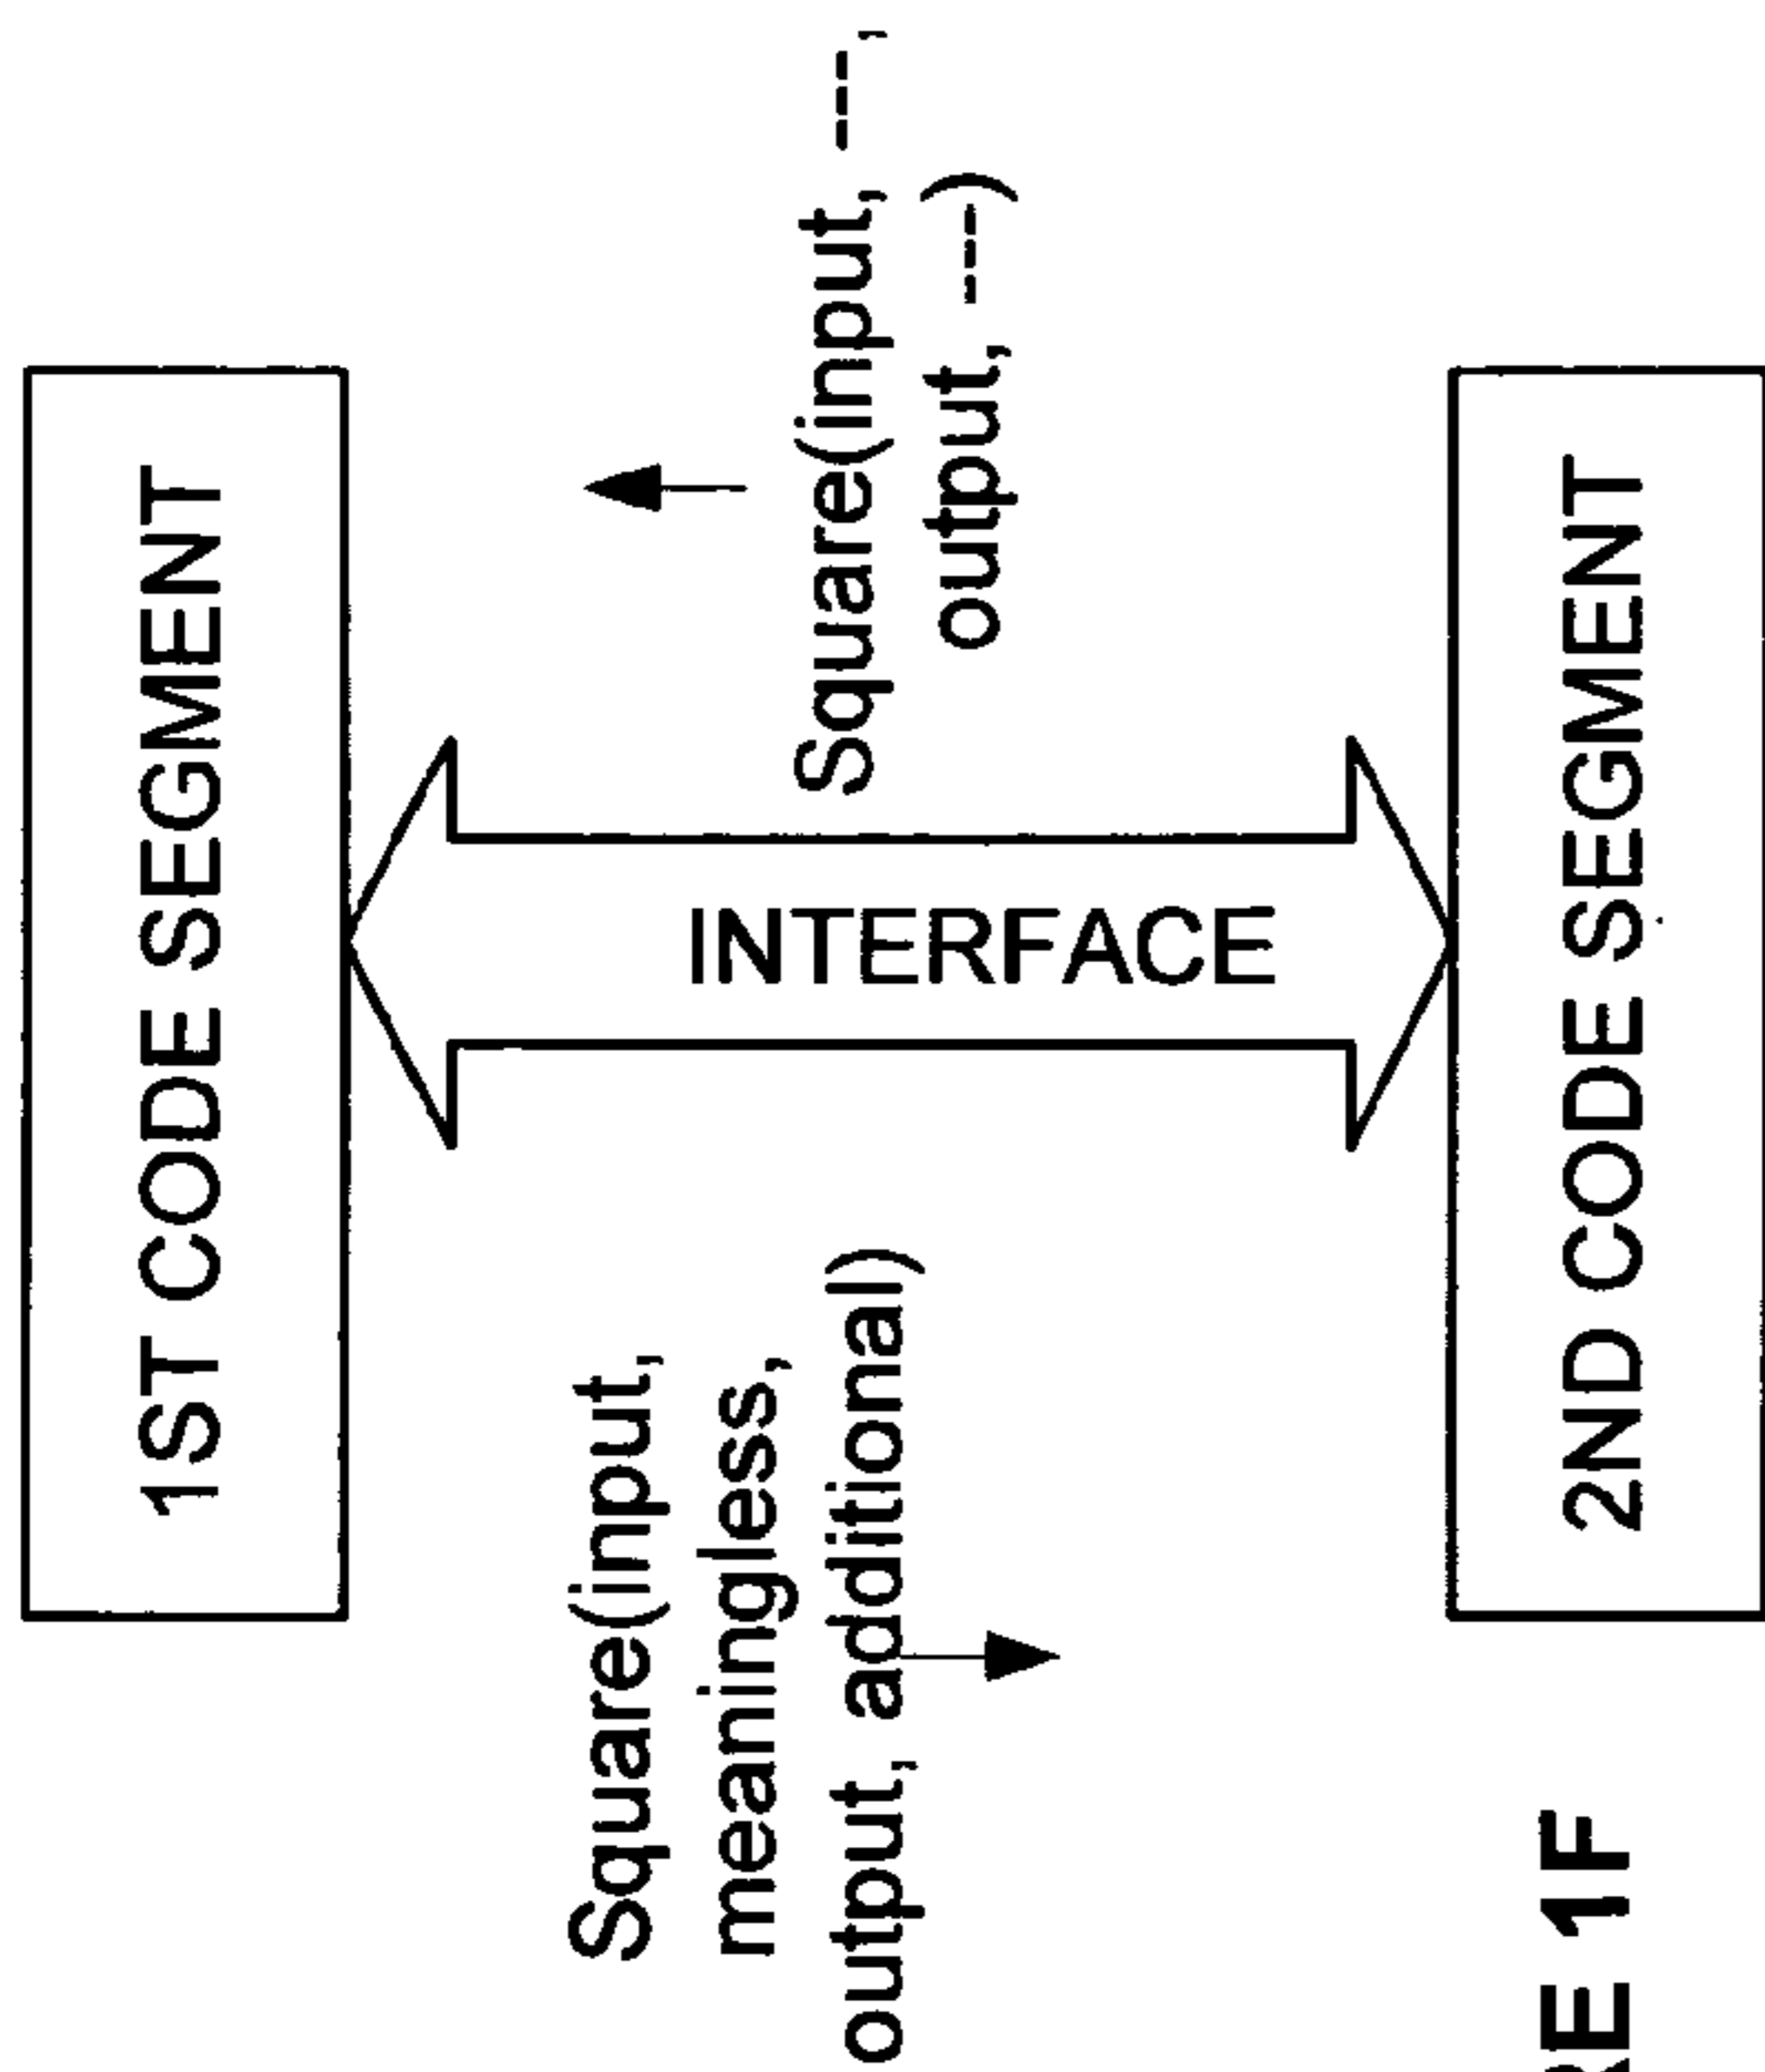 1ST CODE SEGMENT
Square(input,
meaningless,
output, additional)
INTERFACE
Square(input, ---,
output, ---)
2ND CODE SEGMENT
RE 1F